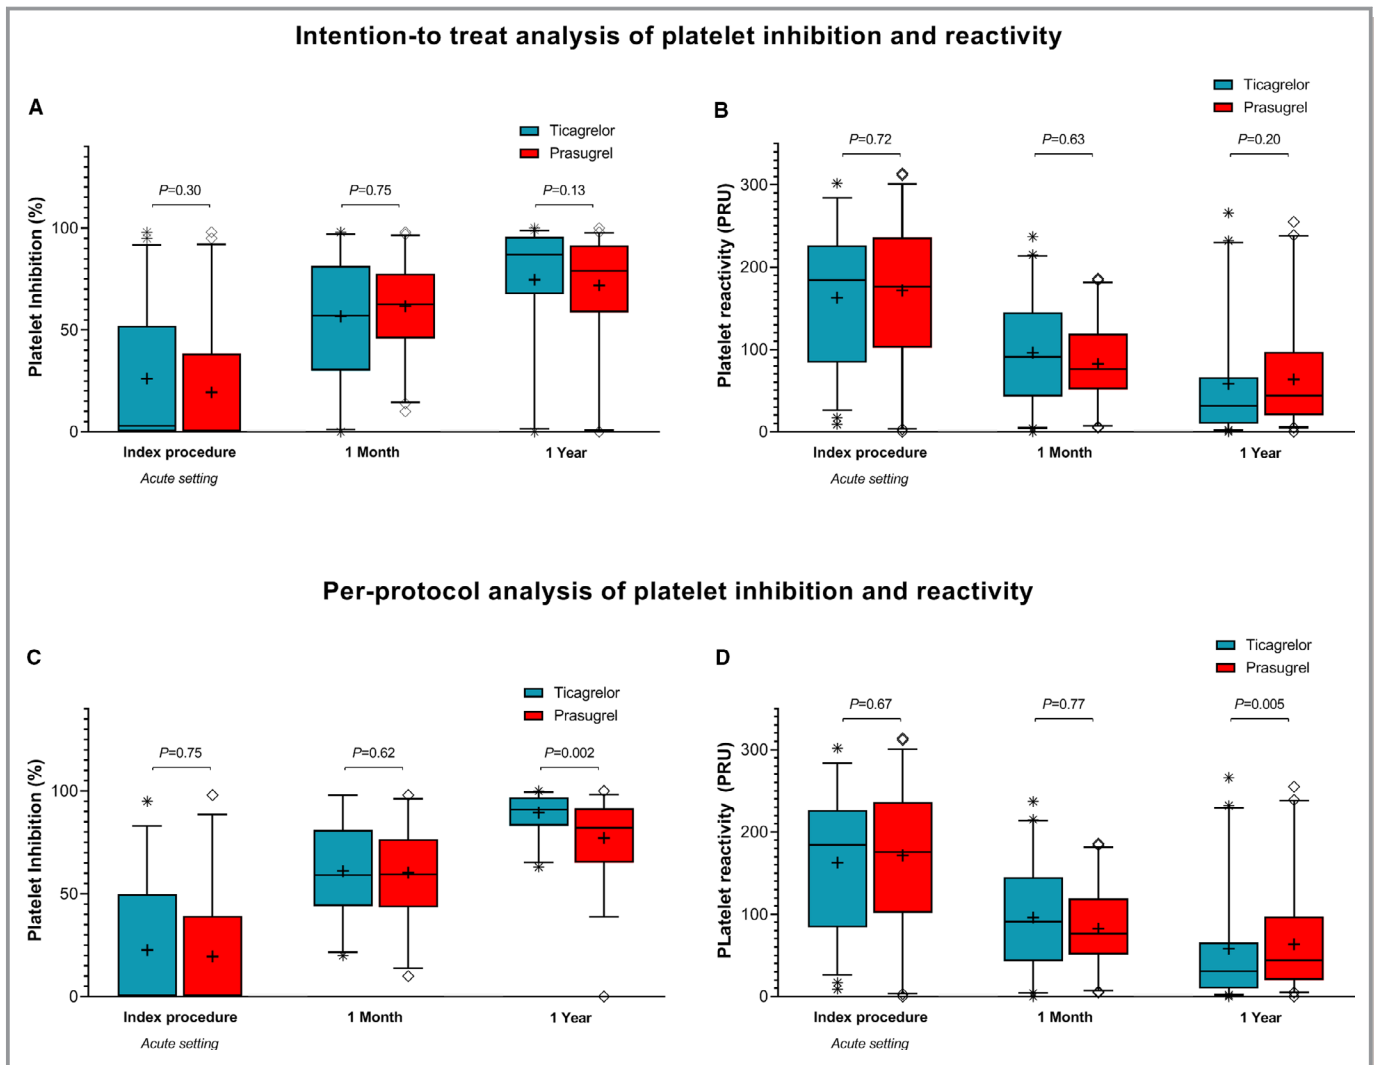 Intention-to treat analysis of platelet inhibition and reactivity
A
Ticagrelor
Prasugrel
P=0.30
P=0.75
P=0.13
Platelet Inhibition (%)
100
50
0
Index procedure
1 Month
1 Year
Acute setting
B
Ticagrelor
Prasugrel
P=0.72
P=0.63
P=0.20
Platelet reactivity (PRU)
300
200
100
0
Index procedure
1 Month
1 Year
Acute setting
Per-protocol analysis of platelet inhibition and reactivity
C
Ticagrelor
Prasugrel
P=0.75
P=0.62
P=0.002
Platelet Inhibition (%)
100
50
0
Index procedure
1 Month
1 Year
Acute setting
D
Ticagrelor
Prasugrel
P=0.67
P=0.77
P=0.005
PLatelet reactivity (PRU)
300
200
100
0
Index procedure
1 Month
1 Year
Acute setting